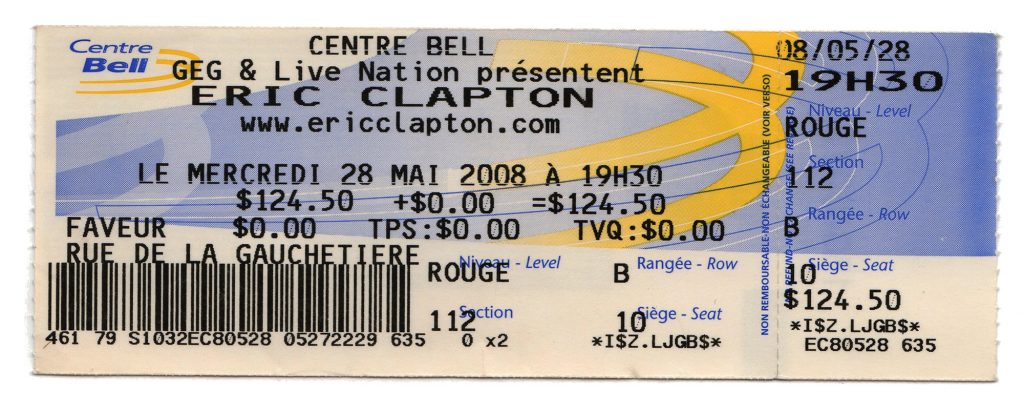 Centre
Bell
CENTRE BELL
GEG & Live Nation présentent
ERIC CLAPTON
www.ericclapton.com
LE MERCREDI 28 MAI 2008 À 19H30
$124.50 +$0.00 =$124.50
FAVEUR $0.00 TPS:$0.00 TVQ:$0.00
RUE DE LA GAUCHETIERE
Niveau - Level
ROUGE
Rangée - Row
B
Section
112
Siège - Seat
10
0 x2
*I$Z.LJGB$*
461 79 S1032EC80528 05272229 635
NON REMBOURSABLE-NON ÉCHANGEABLE (VOIR VERSO)
08/05/28
19H30
Niveau - Level
ROUGE
Section
112
Rangée - Row
B
Siège - Seat
10
$124.50
*I$Z.LJGB$*
EC80528 635